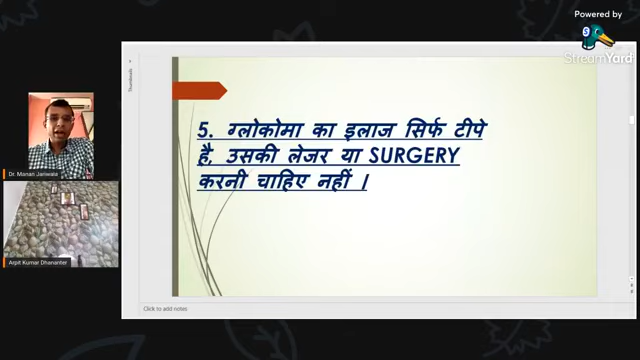 Powered by
StreamYard
Thumbnails
5. ग्लोकोमा का इलाज सिर्फ टीपे
है, उसकी लेजर या SURGERY
करनी चाहिए नहीं ।
Dr. Manan Jariwala
Arpit Kumar Dhananter
Click to add notes